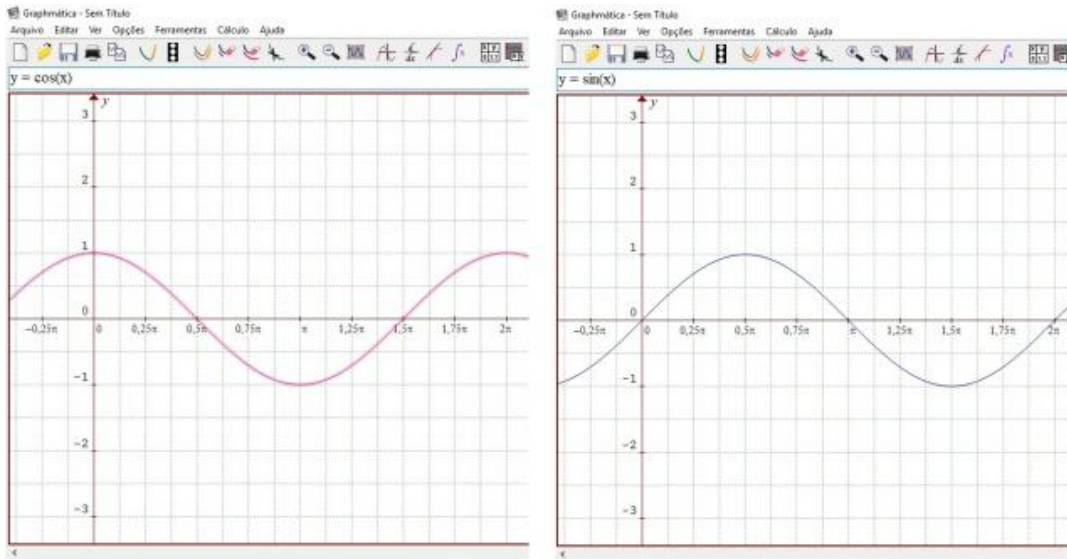 Graphmática - Sem Título
Arquivo Editar Ver Opções Ferramentas Cálculo Ajuda
y = cos(x)
y
3
2
1
0
-0,25π 0 0,25π 0,5π 0,75π π 1,25π 1,5π 1,75π 2π
-1
-2
-3
Graphmática - Sem Título
Arquivo Editar Ver Opções Ferramentas Cálculo Ajuda
y = sin(x)
y
3
2
1
0
-0,25π 0 0,25π 0,5π 0,75π π 1,25π 1,5π 1,75π 2π
-1
-2
-3